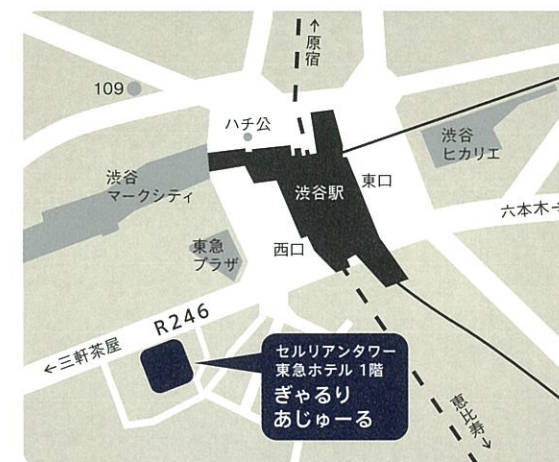 ↑原宿
109
ハチ公
渋谷
ヒカリエ
渋谷
マークシティ
渋谷駅
東口
六本木→
東急
プラザ
西口
R246
←三軒茶屋
セルリアンタワー
東急ホテル 1階
ぎゃるり
あじゅーる
恵比寿↓